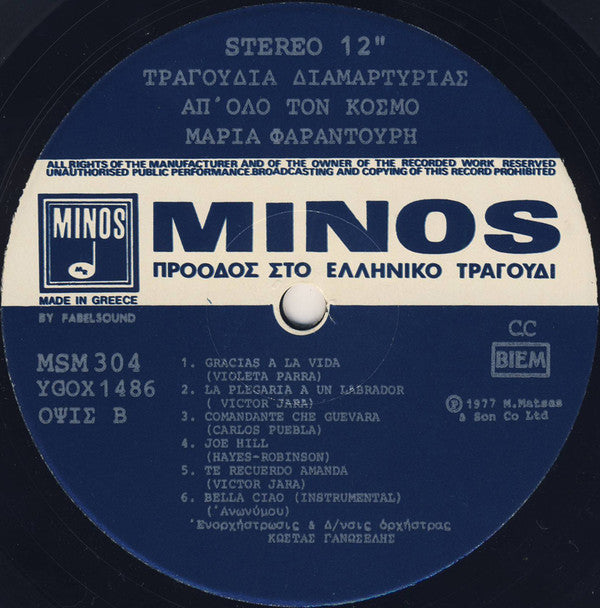 STEREO 12"
ΤΡΑΓΟΥΔΙΑ ΔΙΑΜΑΡΤΥΡΙΑΣ
ΑΠ'ΟΛΟ ΤΟΝ ΚΟΣΜΟ
ΜΑΡΙΑ ΦΑΡΑΝΤΟΥΡΗ
ALL RIGHTS OF THE MANUFACTURER AND OF THE OWNER OF THE RECORDED WORK RESERVED
UNAUTHORISED PUBLIC PERFORMANCE.BROADCASTING AND COPYING OF THIS RECORD PROHIBITED
MINOS
MINOS
ΠΡΟΟΔΟΣ ΣΤΟ ΕΛΛΗΝΙΚΟ ΤΡΑΓΟΥΔΙ
MADE IN GREECE
BY FABELSOUND
CC
BIEM
MSM 304
YGOX1486
ΟΨΙΣ Β
1. GRACIAS A LA VIDA
(VIOLETA PARRA)
2. LA PLEGARIA A UN LABRADOR
( VICTOR JARA)
3. COMANDANTE CHE GUEVARA
(CARLOS PUEBLA)
4. JOE HILL
(HAYES-ROBINSON)
5. TE RECUERDO AMANDA
(VICTOR JARA)
6. BELLA CIAO (INSTRUMENTAL)
('Ανωνύμου)
Ⓟ 1977 M.Matsas
& Son Co Ltd
'Ενορχήστρωσις & Δ/νσις ὀρχήστρας
ΚΩΣΤΑΣ ΓΑΝΩΣΕΛΗΣ